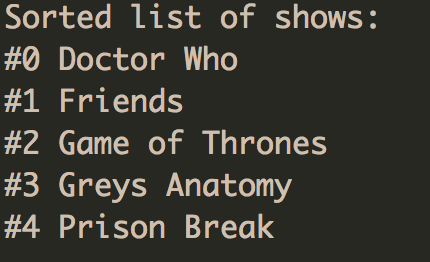 Sorted list of shows:
#0 Doctor Who
#1 Friends
#2 Game of Thrones
#3 Greys Anatomy
#4 Prison Break